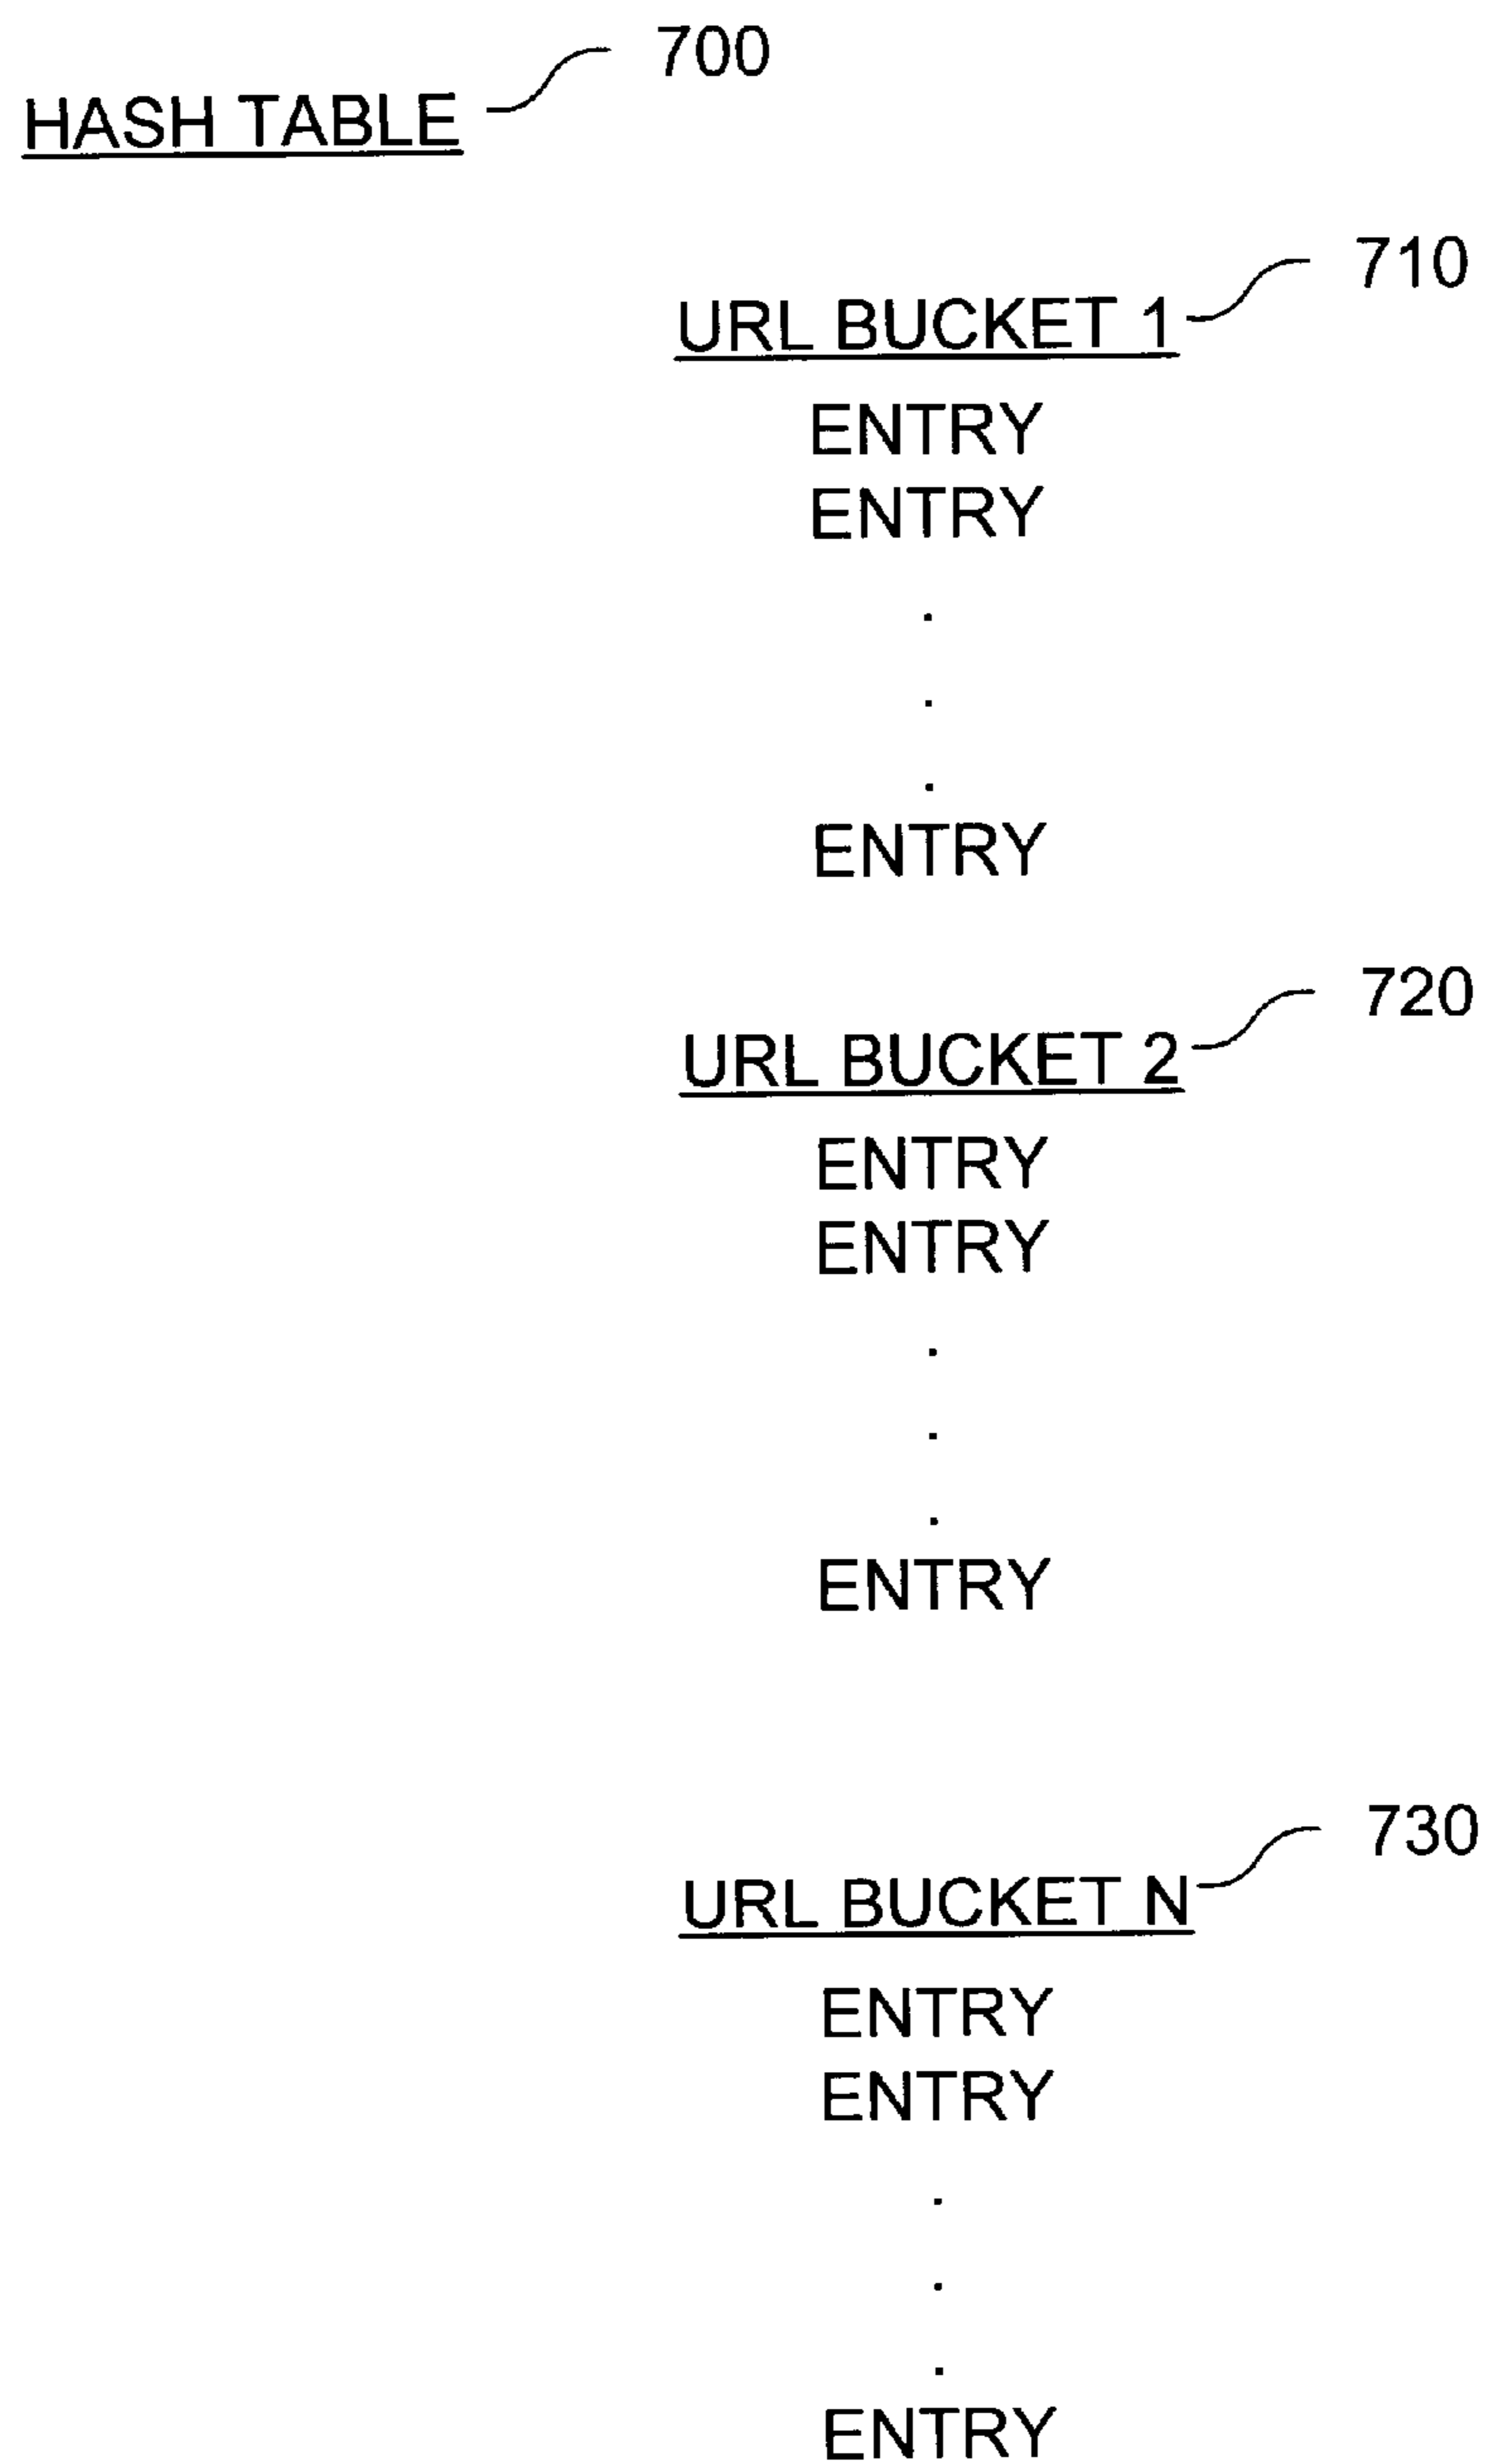 700
HASH TABLE
710
URL BUCKET 1
ENTRY
ENTRY
.
.
.
ENTRY
720
URL BUCKET 2
ENTRY
ENTRY
.
.
.
ENTRY
730
URL BUCKET N
ENTRY
ENTRY
.
.
.
ENTRY